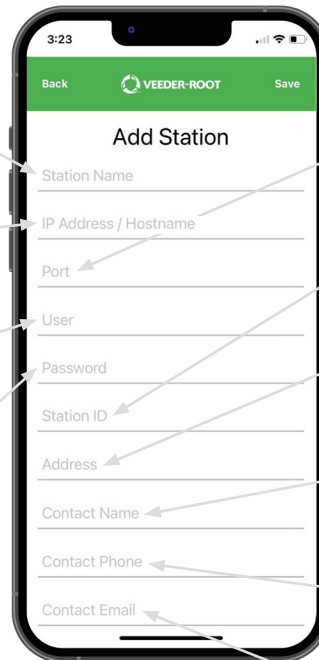 3:23
Back VEEDER-ROOT Save
Add Station
Station Name
IP Address / Hostname
Port
User
Password
Station ID
Address
Contact Name
Contact Phone
Contact Email